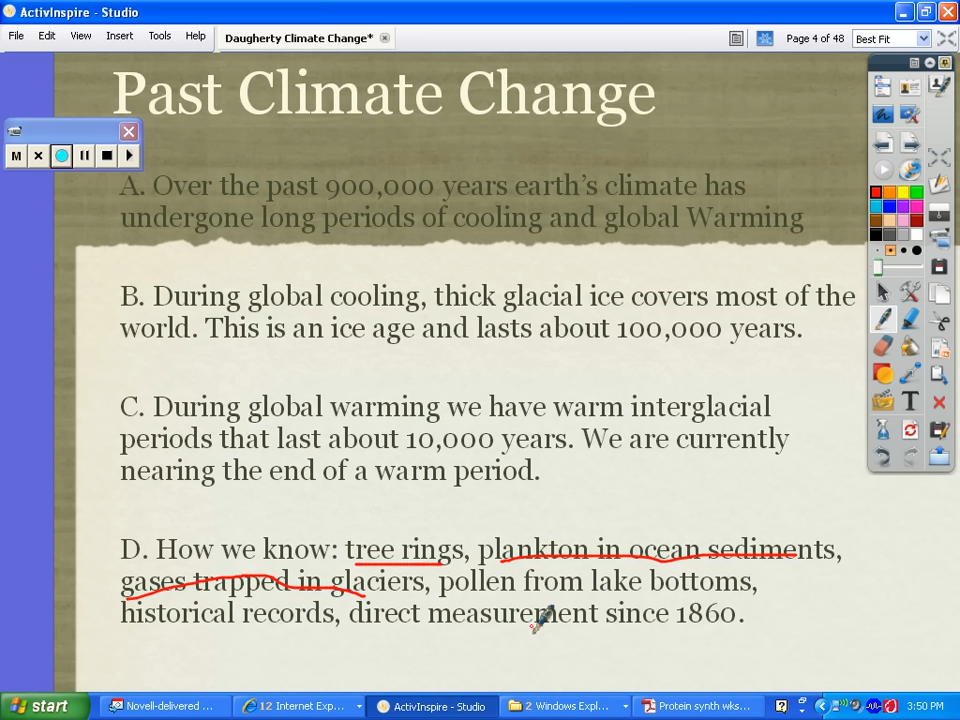 ActivInspire - Studio
File Edit View Insert Tools Help
Daugherty Climate Change*
Page 4 of 48
Best Fit
Past Climate Change
M
A. Over the past 900,000 years earth's climate has
undergone long periods of cooling and global Warming
B. During global cooling, thick glacial ice covers most of the
world. This is an ice age and lasts about 100,000 years.
C. During global warming we have warm interglacial
periods that last about 10,000 years. We are currently
nearing the end of a warm period.
D. How we know: tree rings, plankton in ocean sediments,
gases trapped in glaciers, pollen from lake bottoms,
historical records, direct measurement since 1860.
T
start
Novell-delivered ...
12 Internet Exp...
ActivInspire - Studio
2 Windows Expl...
Protein synth wks...
3:50 PM